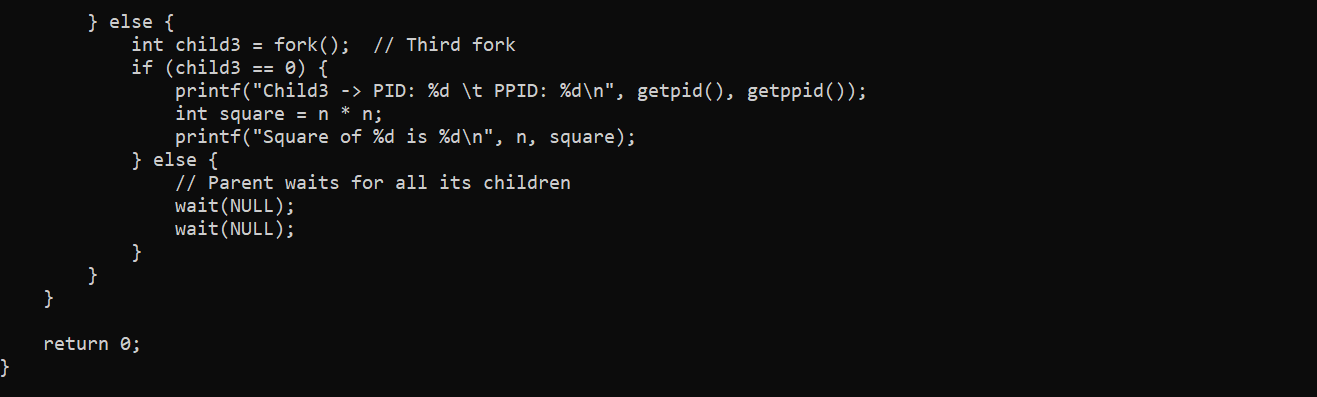 } else {
            int child3 = fork();  // Third fork
            if (child3 == 0) {
                printf("Child3 -> PID: %d \t PPID: %d\n", getpid(), getppid());
                int square = n * n;
                printf("Square of %d is %d\n", n, square);
            } else {
                // Parent waits for all its children
                wait(NULL);
                wait(NULL);
            }
        }
    }

    return 0;
}